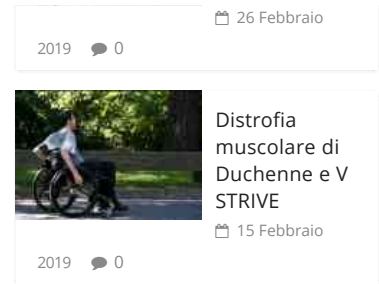 26 Febbraio
2019 0
Distrofia
muscolare di
Duchenne e V
STRIVE
15 Febbraio
2019 0